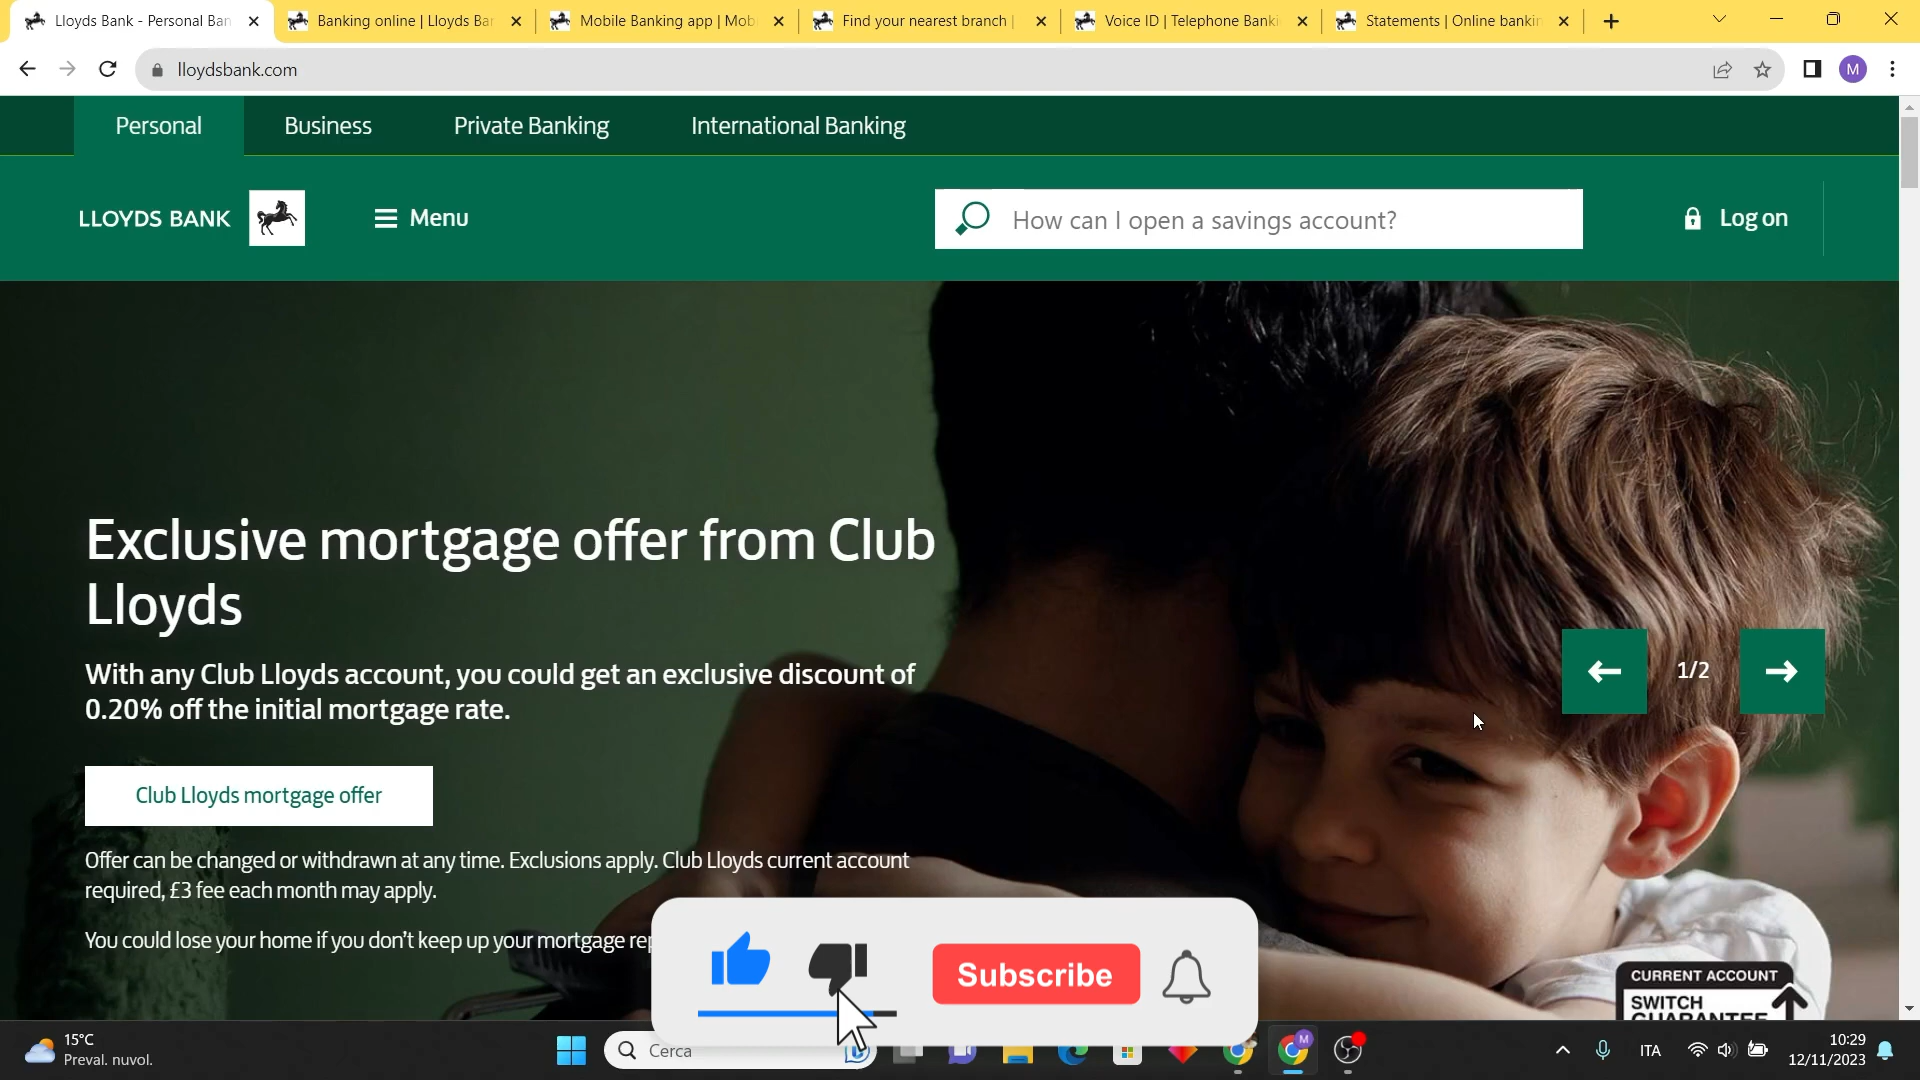 Lloyds Bank - Personal Ban
Banking online | Lloyds Ba
Mobile Banking app | Mobi
Find your nearest branch |
Voice ID | Telephone Banki
Statements | Online bankin
lloydsbank.com
M
Personal
Business
Private Banking
International Banking
LLOYDS BANK
Menu
How can I open a savings account?
Log on
Exclusive mortgage offer from Club
Lloyds
With any Club Lloyds account, you could get an exclusive discount of
0.20% off the initial mortgage rate.
1/2
Club Lloyds mortgage offer
Offer can be changed or withdrawn at any time. Exclusions apply. Club Lloyds current account
required, £3 fee each month may apply.
You could lose your home if you don't keep up your mortgage rep
CURRENT ACCOUNT
SWITCH
GUARANTEE
Subscribe
15°C
Preval. nuvol.
Cerca
M
ITA
10:29
12/11/2023